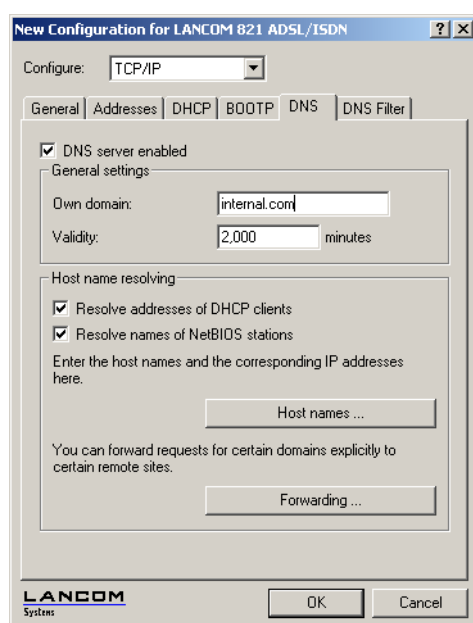 New Configuration for LANCOM 821 ADSL/ISDN
Configure: TCP/IP
General Addresses DHCP BOOTP DNS DNS Filter
DNS server enabled
General settings
Own domain: internal.com
Validity: 2,000 minutes
Host name resolving
Resolve addresses of DHCP clients
Resolve names of NetBIOS stations
Enter the host names and the corresponding IP addresses
here.
Host names ...
You can forward requests for certain domains explicitly to
certain remote sites.
Forwarding ...
LANCOM
Systems
OK Cancel